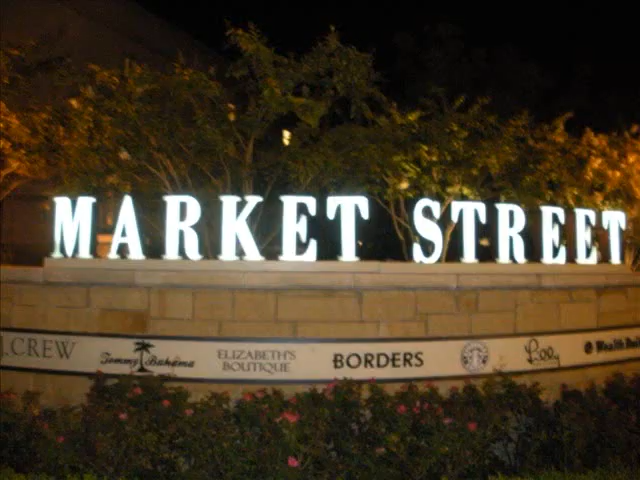 MARKET STREET
J.CREW Tommy Bahama ELIZABETH'S BOUTIQUE BORDERS